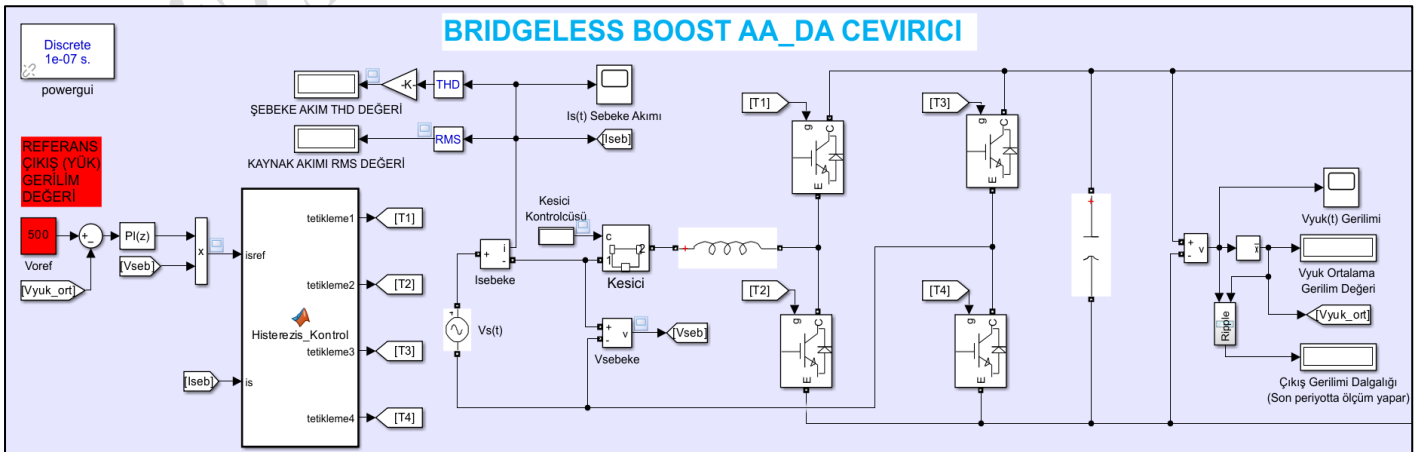 BRIDGELESS BOOST AA_DA CEVIRICI
Discrete
1e-07 s.
powergui
-K-
THD
ŞEBEKE AKIM THD DEĞERİ
Is(t) Sebeke Akımı
RMS
[Iseb]
KAYNAK AKIMI RMS DEĞERİ
REFERANS
ÇIKIŞ (YÜK)
GERİLİM
DEĞERİ
500
Voref
+
-
PI(z)
x
[Vseb]
[Vyuk_ort]
isref
is
[Iseb]
Histerezis_Kontrol
tetikleme1
tetikleme2
tetikleme3
tetikleme4
[T1]
[T2]
[T3]
[T4]
Kesici
Kontrolcüsü
+
i
-
Isebeke
c
1
2
Kesici
+
Vs(t)
+
-
v
Vsebeke
[Vseb]
+
[T1]
g
C
E
[T3]
g
C
E
[T2]
g
C
E
[T4]
g
C
E
+
+
-
v
Vyuk(t) Gerilimi
x
Vyuk Ortalama
Gerilim Değeri
[Vyuk_ort]
Ripple
Çıkış Gerilimi Dalgalığı
(Son periyotta ölçüm yapar)